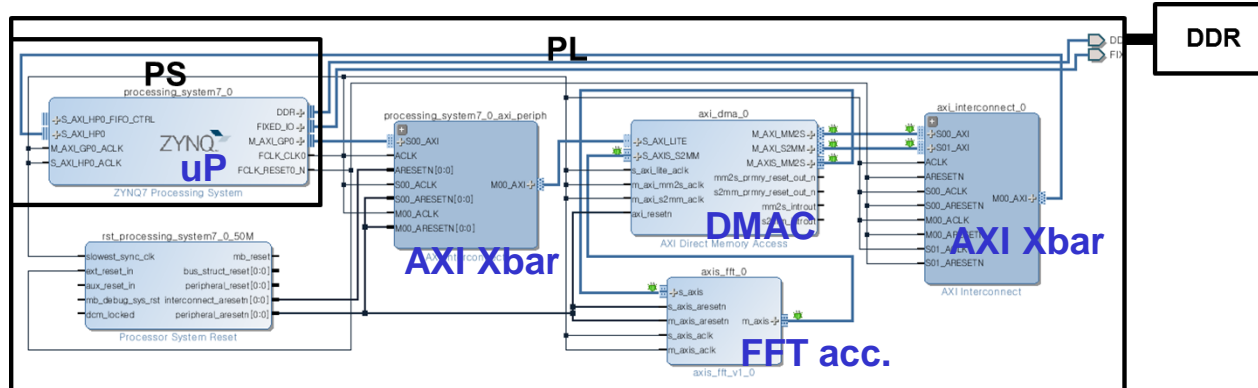 PL
DDR
DD
FIX
PS
processing_system7_0
S_AXI_HP0_FIFO_CTRL
S_AXI_HP0
M_AXI_GP0_ACLK
S_AXI_HP0_ACLK
ZYNQ
uP
DDR
FIXED_IO
M_AXI_GP0
FCLK_CLK0
FCLK_RESET0_N
ZYNQ7 Processing System
processing_system7_0_axi_periph
S00_AXI
ACLK
ARESETN[0:0]
S00_ACLK
S00_ARESETN[0:0]
M00_ACLK
M00_ARESETN[0:0]
M00_AXI
AXI Xbar
axi_dma_0
S_AXI_LITE
S_AXIS_S2MM
s_axi_lite_aclk
m_axi_mm2s_aclk
m_axi_s2mm_aclk
axi_resetn
M_AXI_MM2S
M_AXI_S2MM
M_AXIS_MM2S
mm2s_prmry_reset_out_n
s2mm_prmry_reset_out_n
mm2s_introut
DMAC
AXI Direct Memory Access
axi_interconnect_0
S00_AXI
S01_AXI
ACLK
ARESETN
S00_ACLK
S00_ARESETN
M00_ACLK
S01_ARESETN
M00_AXI
AXI Xbar
AXI Interconnect
rst_processing_system7_0_50M
slowest_sync_clk
ext_reset_in
aux_reset_in
mb_debug_sys_rst
dcm_locked
mb_reset
bus_struct_reset[0:0]
peripheral_reset[0:0]
interconnect_aresetn[0:0]
peripheral_aresetn[0:0]
Processor System Reset
axis_fft_0
s_axis
s_axis_aresetn
m_axis_aresetn
s_axis_aclk
m_axis_aclk
m_axis
FFT acc.
axis_fft_v1_0